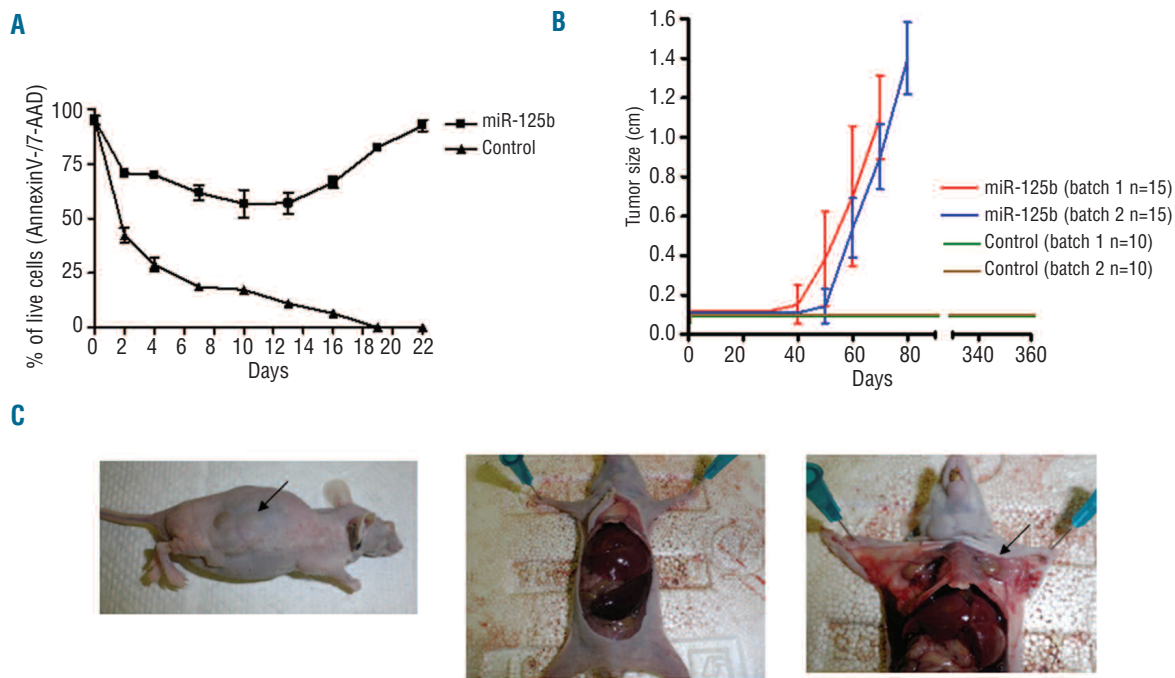 A
% of live cells (AnnexinV-/7-AAD)
100
75
50
25
0
0 2 4 6 8 10 12 14 16 18 20 22
Days
miR-125b
Control
B
Tumor size (cm)
1.6
1.4
1.2
1.0
0.8
0.6
0.4
0.2
0.0
0 20 40 60 80 340 360
Days
miR-125b (batch 1 n=15)
miR-125b (batch 2 n=15)
Control (batch 1 n=10)
Control (batch 2 n=10)
C